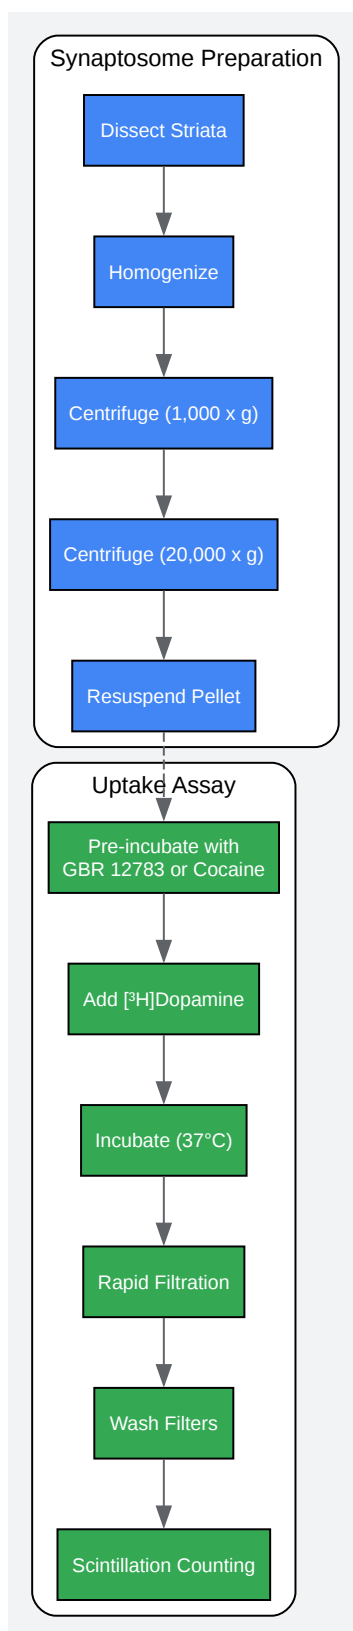 Synaptosome Preparation
Dissect Striata
Homogenize
Centrifuge (1,000 x g)
Centrifuge (20,000 x g)
Resuspend Pellet
Uptake Assay
Pre-incubate with
GBR 12783 or Cocaine
Add [³H]Dopamine
Incubate (37°C)
Rapid Filtration
Wash Filters
Scintillation Counting